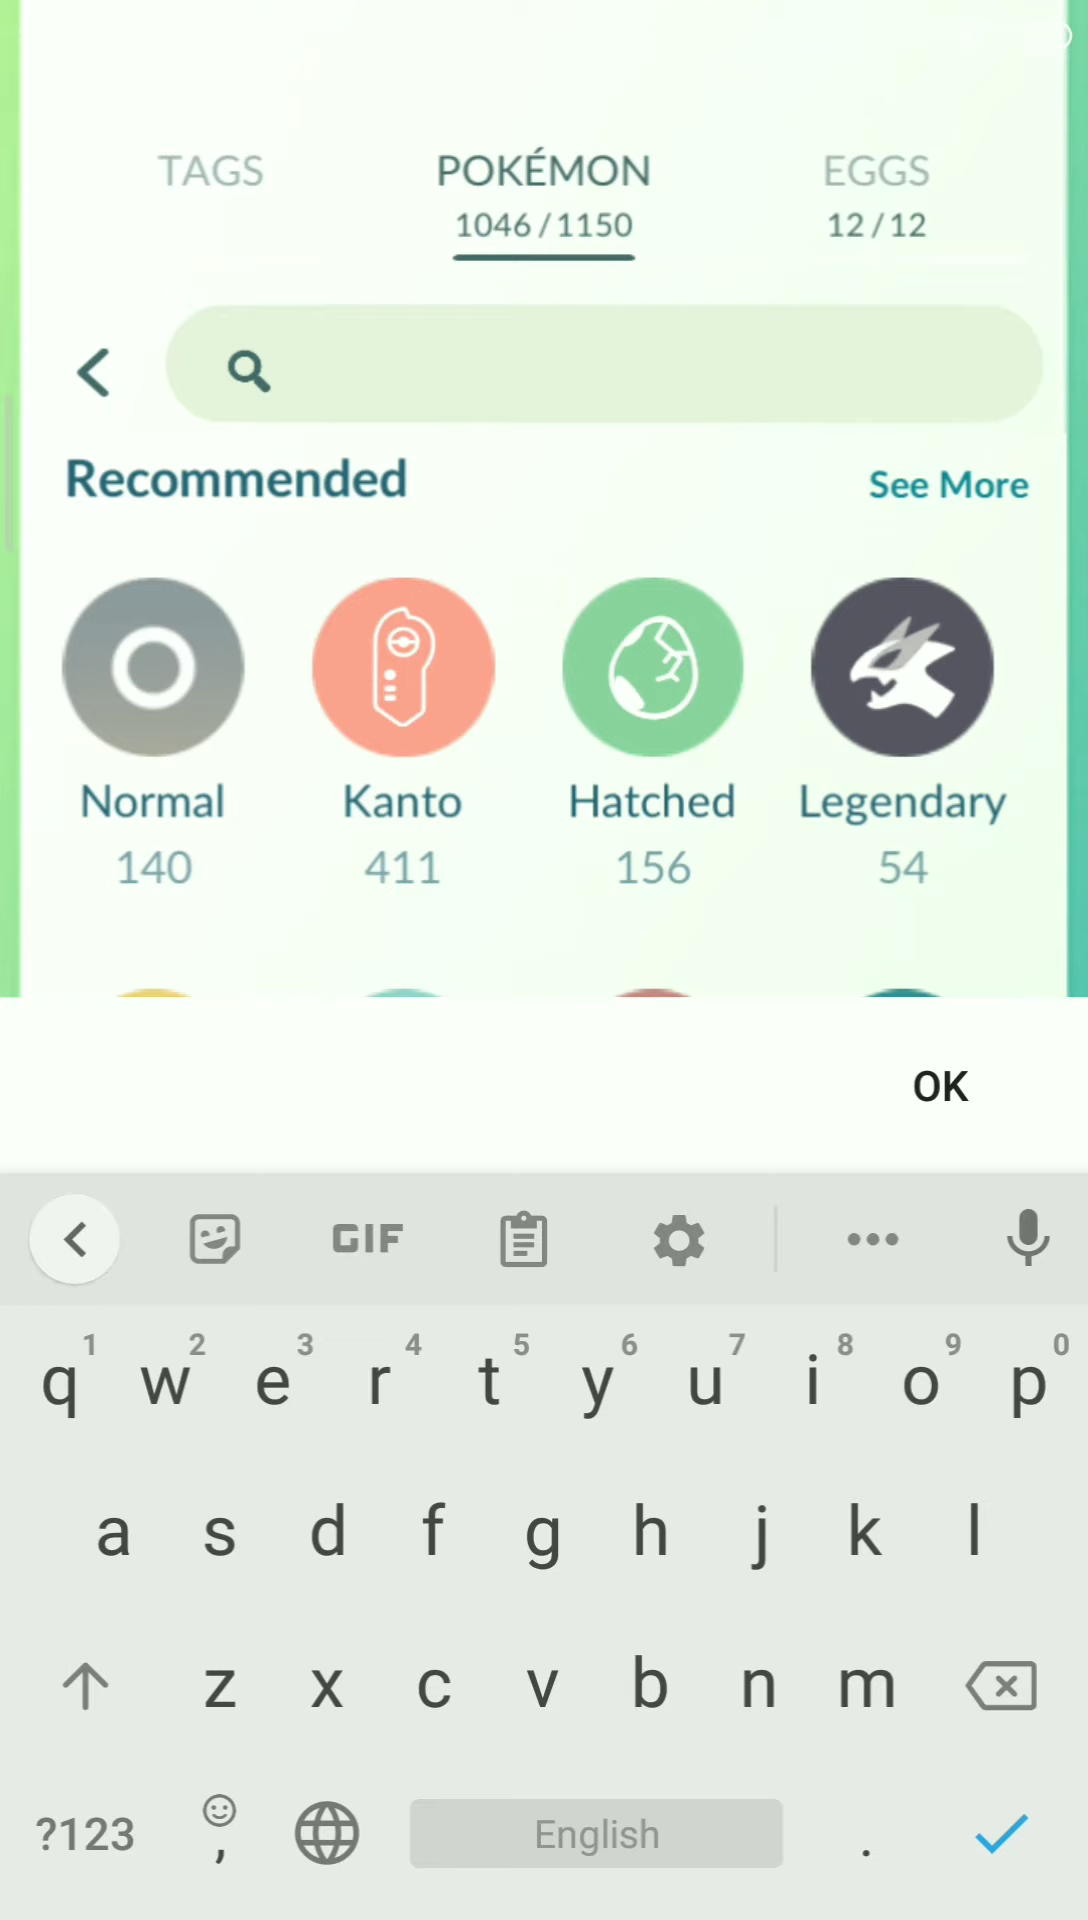 TAGS POKÉMON EGGS
1046 / 1150 12 / 12
Recommended See More
Normal Kanto Hatched Legendary
140 411 156 54
OK
GIF
1 2 3 4 5 6 7 8 9 0
q w e r t y u i o p
a s d f g h j k l
z x c v b n m
?123 , English .